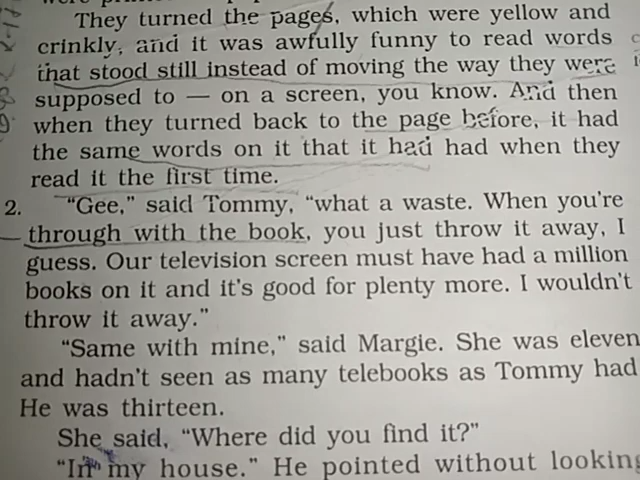 They turned the pages, which were yellow and
crinkly, and it was awfully funny to read words
that stood still instead of moving the way they were
supposed to — on a screen, you know. And then
when they turned back to the page before, it had
the same words on it that it had had when they
read it the first time.
2. "Gee," said Tommy, "what a waste. When you're
through with the book, you just throw it away, I
guess. Our television screen must have had a million
books on it and it's good for plenty more. I wouldn't
throw it away."
"Same with mine," said Margie. She was eleven
and hadn't seen as many telebooks as Tommy had
He was thirteen.
She said, "Where did you find it?"
"In my house." He pointed without looking